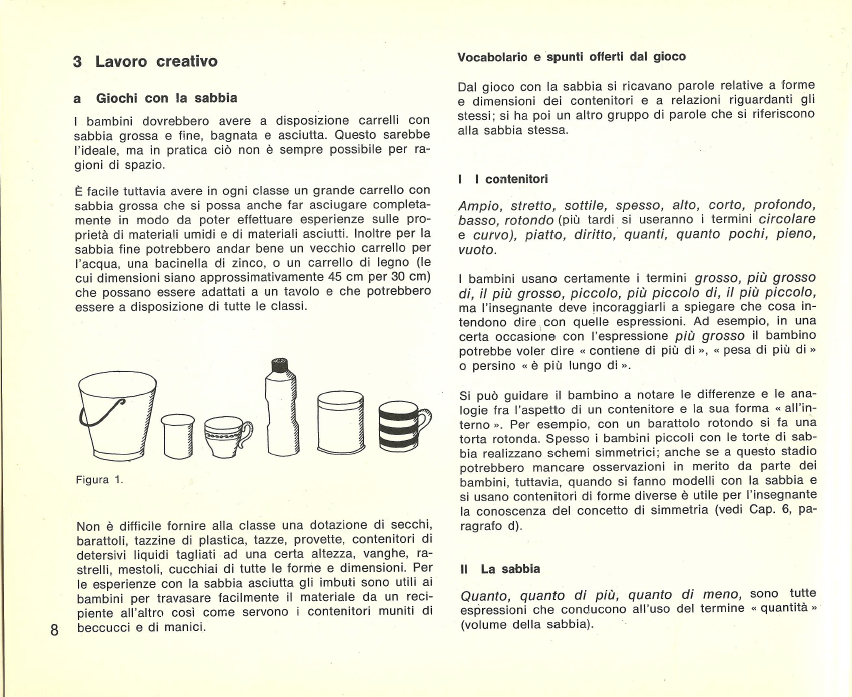 3 Lavoro creativo
a Giochi con la sabbia
I bambini dovrebbero avere a disposizione carrelli con
sabbia grossa e fine, bagnata e asciutta. Questo sarebbe
l'ideale, ma in pratica ciò non è sempre possibile per ra-
gioni di spazio.
È facile tuttavia avere in ogni classe un grande carrello con
sabbia grossa che si possa anche far asciugare completa-
mente in modo da poter effettuare esperienze sulle pro-
prietà di materiali umidi e di materiali asciutti. Inoltre per la
sabbia fine potrebbero andar bene un vecchio carrello per
l'acqua, una bacinella di zinco, o un carrello di legno (le
cui dimensioni siano approssimativamente 45 cm per 30 cm)
che possano essere adattati a un tavolo e che potrebbero
essere a disposizione di tutte le classi.
Figura 1.
Non è difficile fornire alla classe una dotazione di secchi,
barattoli, tazzine di plastica, tazze, provette, contenitori di
detersivi liquidi tagliati ad una certa altezza, vanghe, ra-
strelli, mestoli, cucchiai di tutte le forme e dimensioni. Per
le esperienze con la sabbia asciutta gli imbuti sono utili ai
bambini per travasare facilmente il materiale da un reci-
piente all'altro così come servono i contenitori muniti di
beccucci e di manici.
8
Vocabolario e spunti offerti dal gioco
Dal gioco con la sabbia si ricavano parole relative a forme
e dimensioni dei contenitori e a relazioni riguardanti gli
stessi; si ha poi un altro gruppo di parole che si riferiscono
alla sabbia stessa.
I I contenitori
Ampio, stretto, sottile, spesso, alto, corto, profondo,
basso, rotondo (più tardi si useranno i termini circolare
e curvo), piatto, diritto, quanti, quanto pochi, pieno,
vuoto.
I bambini usano certamente i termini grosso, più grosso
di, il più grosso, piccolo, più piccolo di, il più piccolo,
ma l'insegnante deve incoraggiarli a spiegare che cosa in-
tendono dire con quelle espressioni. Ad esempio, in una
certa occasione con l'espressione più grosso il bambino
potrebbe voler dire « contiene di più di », « pesa di più di »
o persino « è più lungo di ».
Si può guidare il bambino a notare le differenze e le ana-
logie fra l'aspetto di un contenitore e la sua forma « all'in-
terno ». Per esempio, con un barattolo rotondo si fa una
torta rotonda. Spesso i bambini piccoli con le torte di sab-
bia realizzano schemi simmetrici; anche se a questo stadio
potrebbero mancare osservazioni in merito da parte dei
bambini, tuttavia, quando si fanno modelli con la sabbia e
si usano contenitori di forme diverse è utile per l'insegnante
la conoscenza del concetto di simmetria (vedi Cap. 6, pa-
ragrafo d).
II La sabbia
Quanto, quanto di più, quanto di meno, sono tutte
espressioni che conducono all'uso del termine « quantità »
(volume della sabbia).